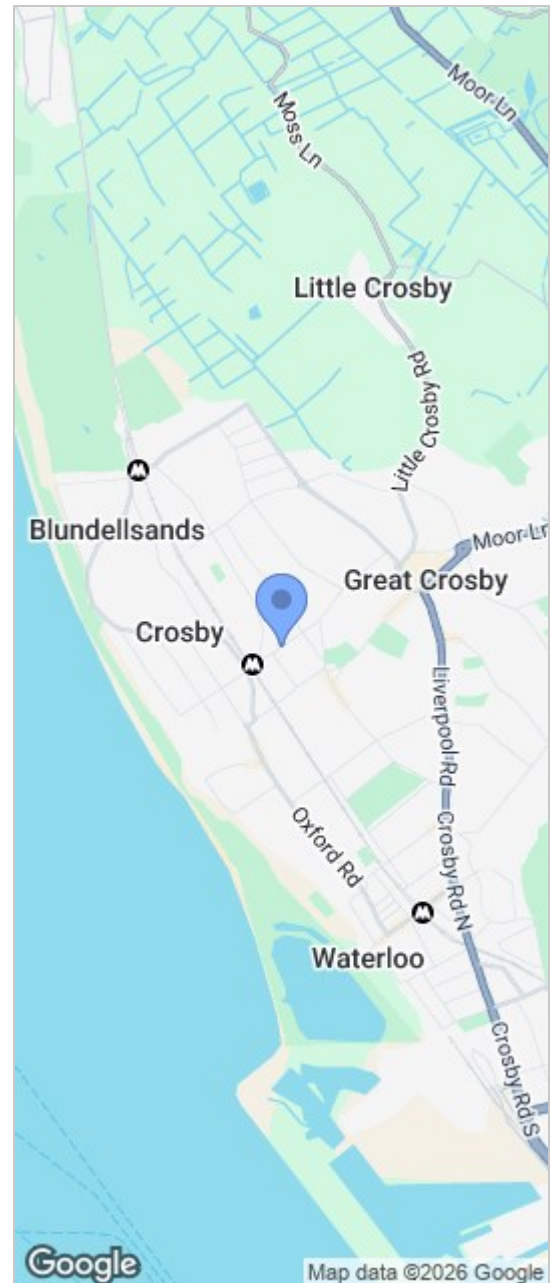 Moor Ln
Moss Ln
Little Crosby
Little Crosby Rd
Blundellsands
Moor Ln
Great Crosby
Crosby
Liverpool Rd
Oxford Rd
Crosby Rd N
Waterloo
Crosby Rd S
Google
Map data ©2026 Google